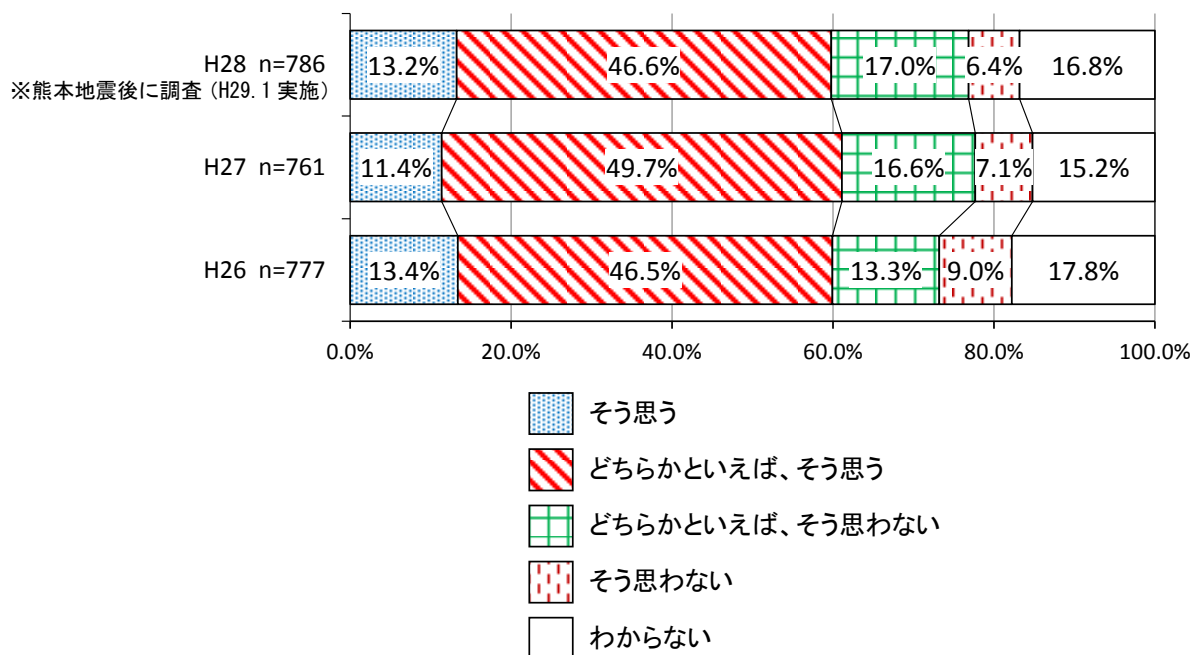 H28 n=786
※熊本地震後に調査（H29.1 実施）
13.2% 46.6% 17.0% 6.4% 16.8%
H27 n=761
11.4% 49.7% 16.6% 7.1% 15.2%
H26 n=777
13.4% 46.5% 13.3% 9.0% 17.8%
0.0% 20.0% 40.0% 60.0% 80.0% 100.0%
そう思う
どちらかといえば、そう思う
どちらかといえば、そう思わない
そう思わない
わからない